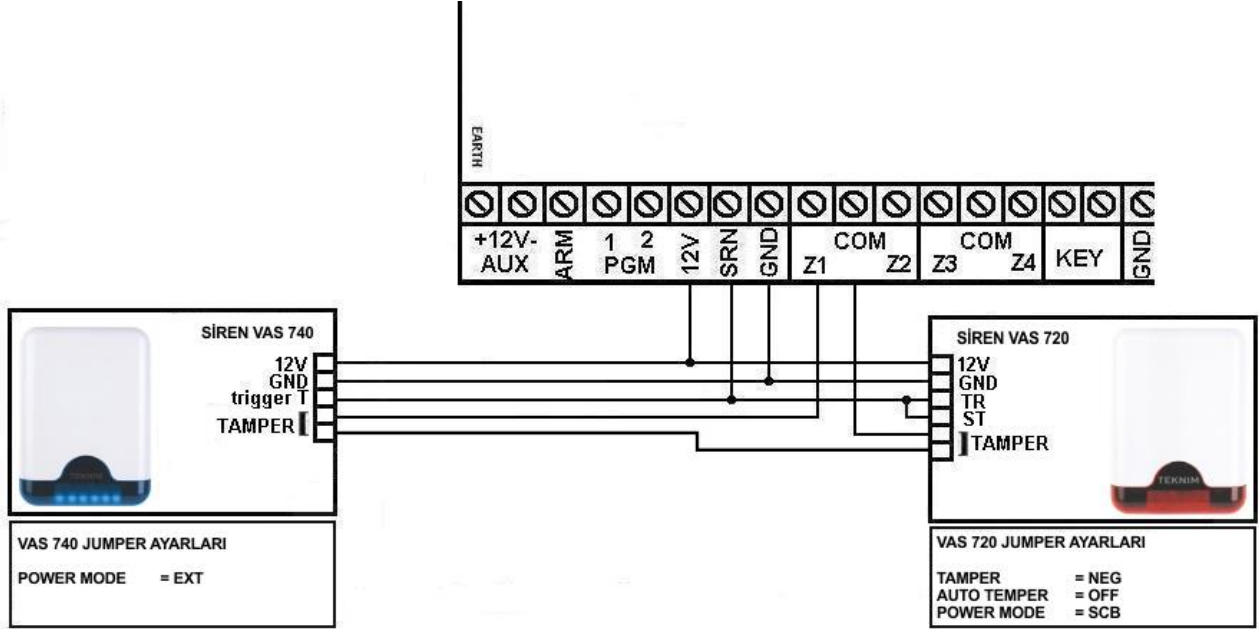 EARTH
+12V-
AUX
ARM
1 2
PGM
12V
SRN
GND
COM
Z1 Z2
COM
Z3 Z4
KEY
GND
SİREN VAS 740
12V
GND
trigger T
TAMPER
TEKNIM
VAS 740 JUMPER AYARLARI
POWER MODE = EXT
SİREN VAS 720
12V
GND
TR
ST
TAMPER
TEKNIM
VAS 720 JUMPER AYARLARI
TAMPER = NEG
AUTO TEMPER = OFF
POWER MODE = SCB